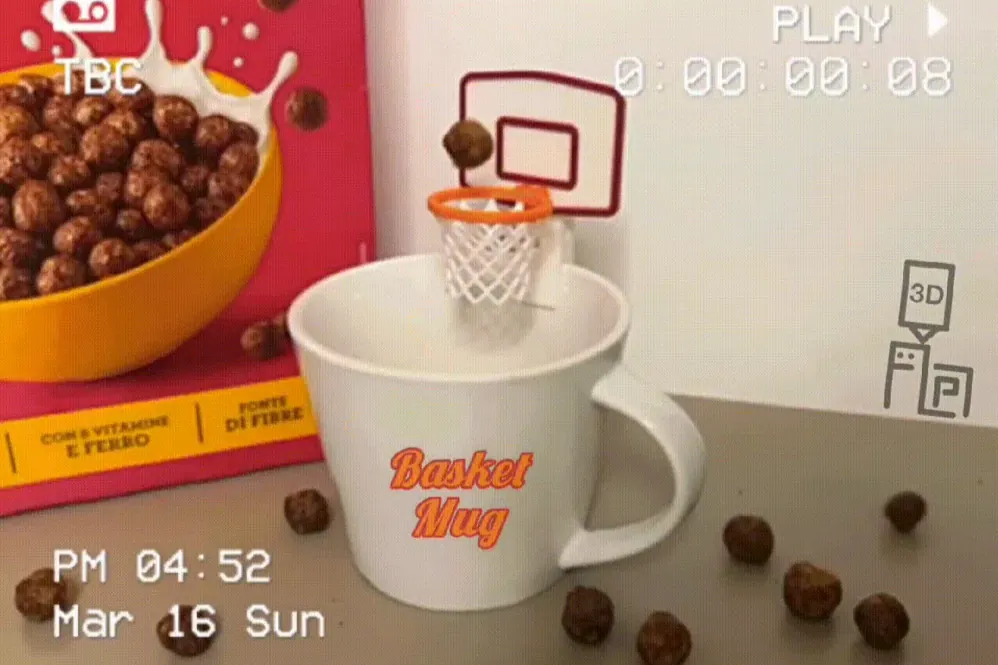 PLAY
TBC
0:00:00:08
3D
FP
CON 8 VITAMINE
E FERRO
FONTE
DI FIBRE
Basket
Mug
PM 04:52
Mar 16 Sun